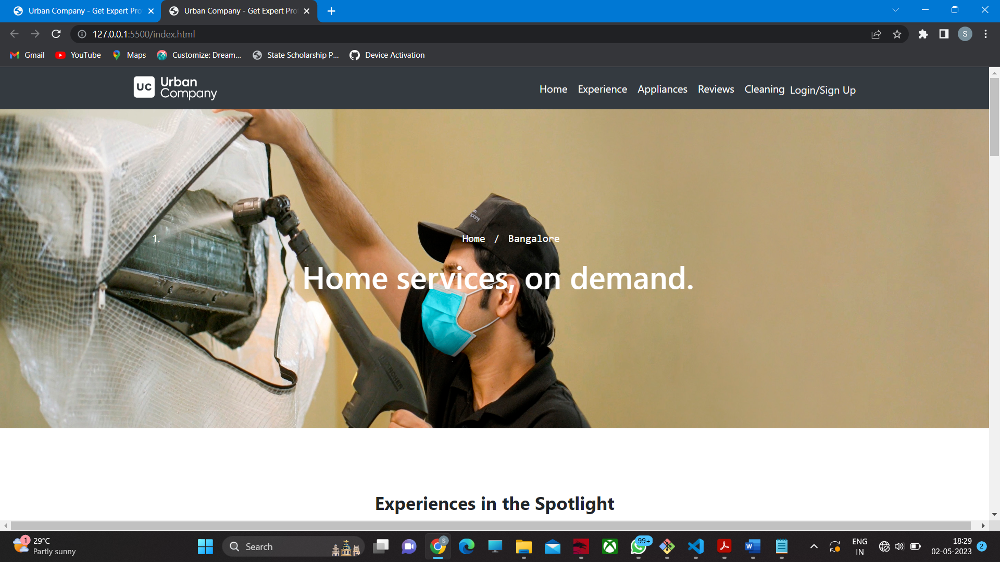 Urban Company - Get Expert Pro
Urban Company - Get Expert Pro
127.0.0.1:5500/index.html
S
Gmail
YouTube
Maps
Customize: Dream...
State Scholarship P...
Device Activation
UC Urban Company
Home
Experience
Appliances
Reviews
Cleaning
Login/Sign Up
1.
Home / Bangalore
Home services, on demand.
Experiences in the Spotlight
1
29°C
Partly sunny
Search
S
99+
ENG
IN
18:29
02-05-2023
2